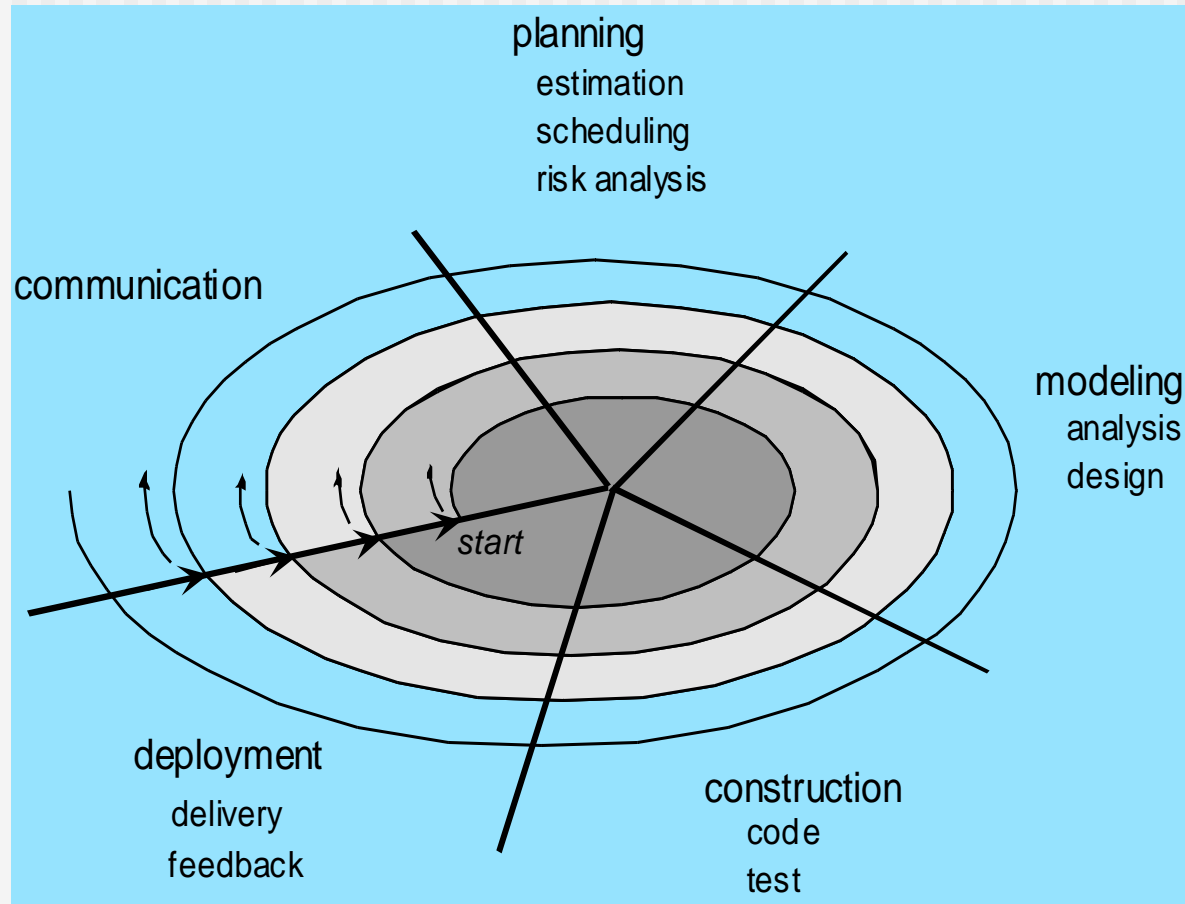 planning
estimation
scheduling
risk analysis
communication
modeling
analysis
design
start
deployment
delivery
feedback
construction
code
test